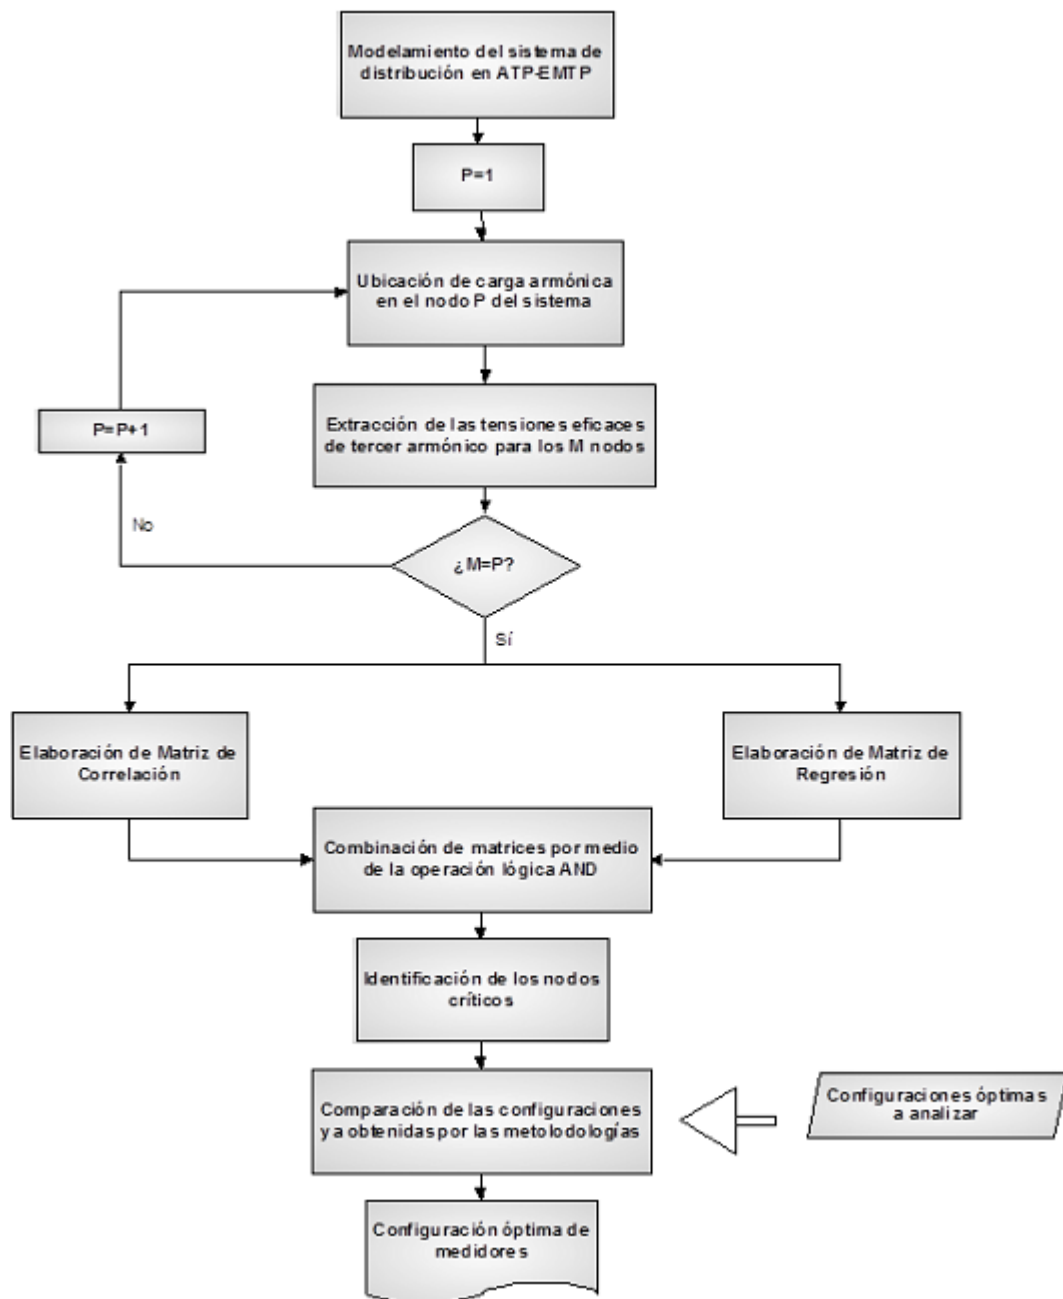 Modelamiento del sistema de
distribución en ATP-EMTP
P=1
Ubicación de carga armónica
en el nodo P del sistema
Extracción de las tensiones eficaces
de tercer armónico para los M nodos
P=P+1
No
¿M=P?
Sí
Elaboración de Matriz de
Correlación
Elaboración de Matriz de
Regresión
Combinación de matrices por medio
de la operación lógica AND
Identificación de los nodos
críticos
Comparación de las configuraciones
ya obtenidas por las metolodologías
Configuraciones óptimas
a analizar
Configuración óptima de
medidores